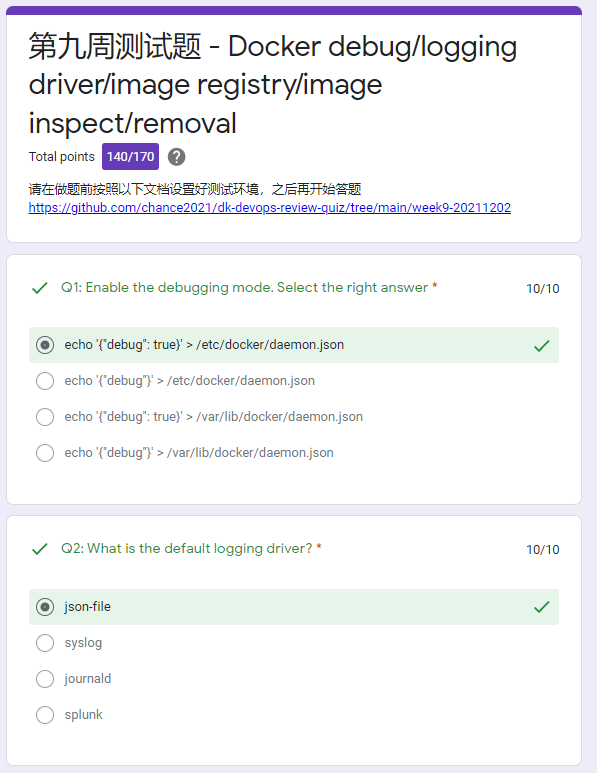 第九周测试题 - Docker debug/logging
driver/image registry/image
inspect/removal
Total points 140/170 ?
请在做题前按照以下文档设置好测试环境，之后再开始答题
https://github.com/chance2021/dk-devops-review-quiz/tree/main/week9-20211202
Q1: Enable the debugging mode. Select the right answer * 10/10
echo '{"debug": true}' > /etc/docker/daemon.json
echo '{"debug"}' > /etc/docker/daemon.json
echo '{"debug": true}' > /var/lib/docker/daemon.json
echo '{"debug"}' > /var/lib/docker/daemon.json
Q2: What is the default logging driver? * 10/10
json-file
syslog
journald
splunk